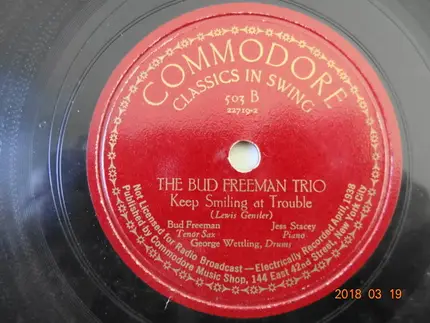 COMMODORE
CLASSICS IN SWING
503 B
22719-2
THE BUD FREEMAN TRIO
Keep Smiling at Trouble
(Lewis Gensler)
Bud Freeman Jess Stacey
Tenor Sax Piano
George Wettling, Drums
Not Licensed for Radio Broadcast—Electrically Recorded April, 1938
Published by Commodore Music Shop, 144 East 42nd Street, New York City
2018 03 19